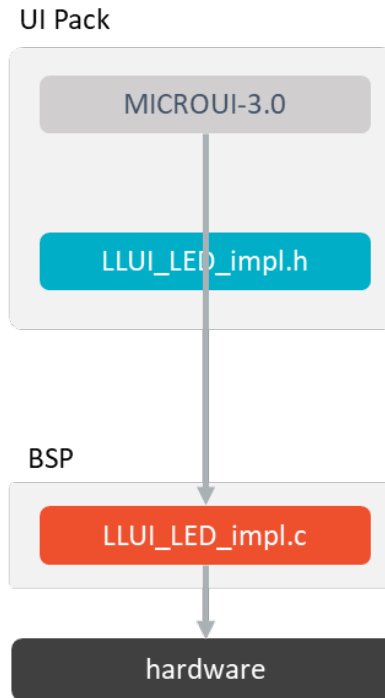 UI Pack
MICROUI-3.0
LLUI_LED_impl.h
BSP
LLUI_LED_impl.c
hardware